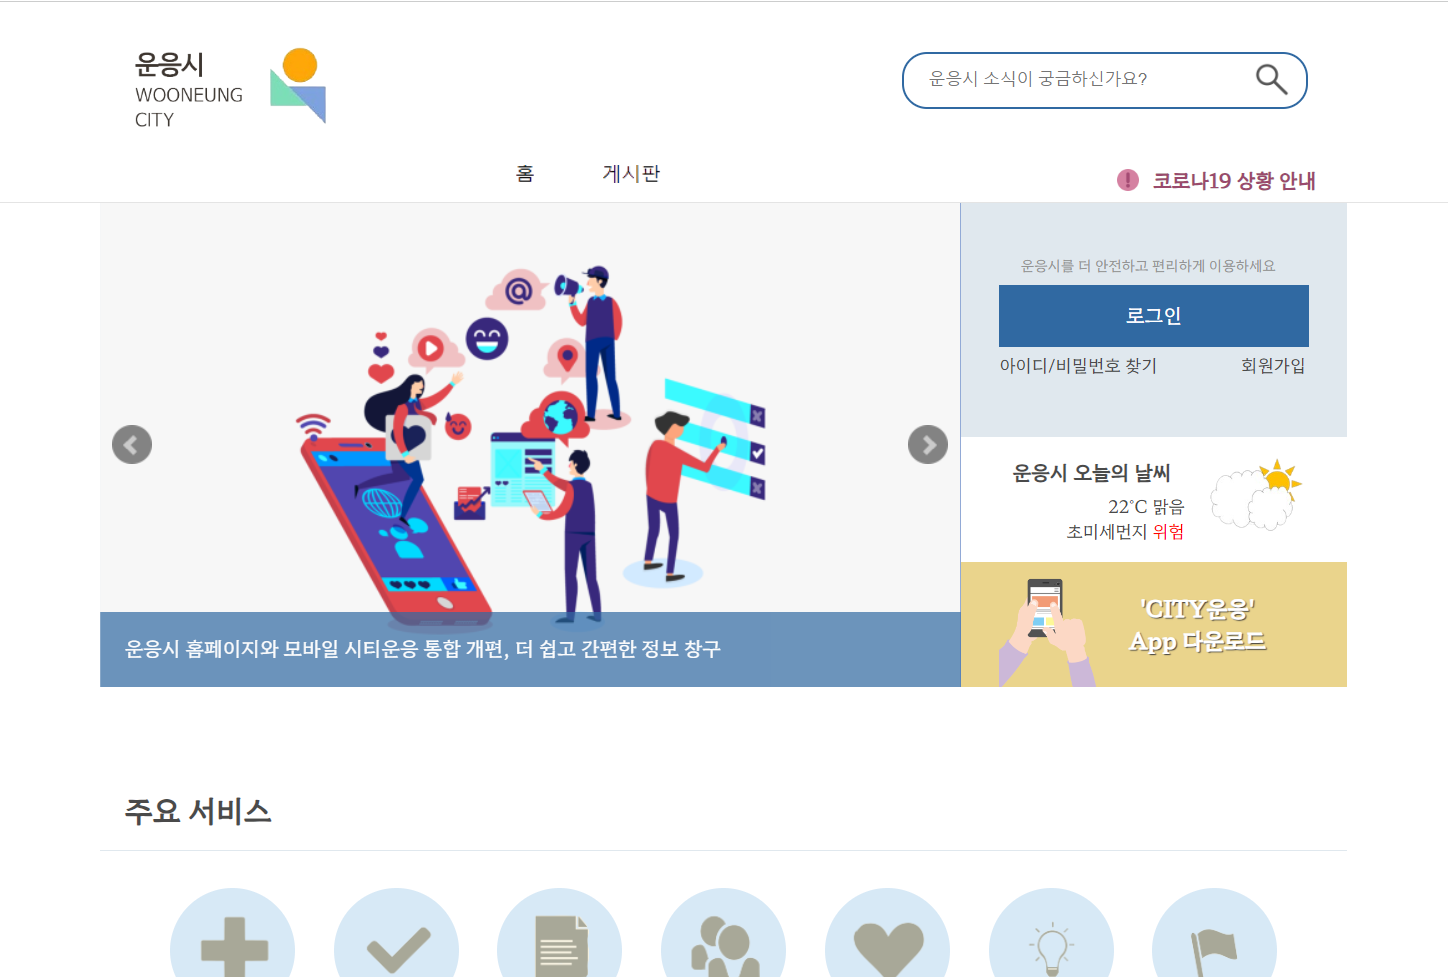 운응시
WOONEUNG
CITY
운응시 소식이 궁금하신가요?
홈
게시판
코로나19 상황 안내
운응시를 더 안전하고 편리하게 이용하세요
로그인
아이디/비밀번호 찾기
회원가입
운응시 오늘의 날씨
22˚C 맑음
초미세먼지 위험
'CITY운응'
App 다운로드
운응시 홈페이지와 모바일 시티운응 통합 개편, 더 쉽고 간편한 정보 창구
주요 서비스